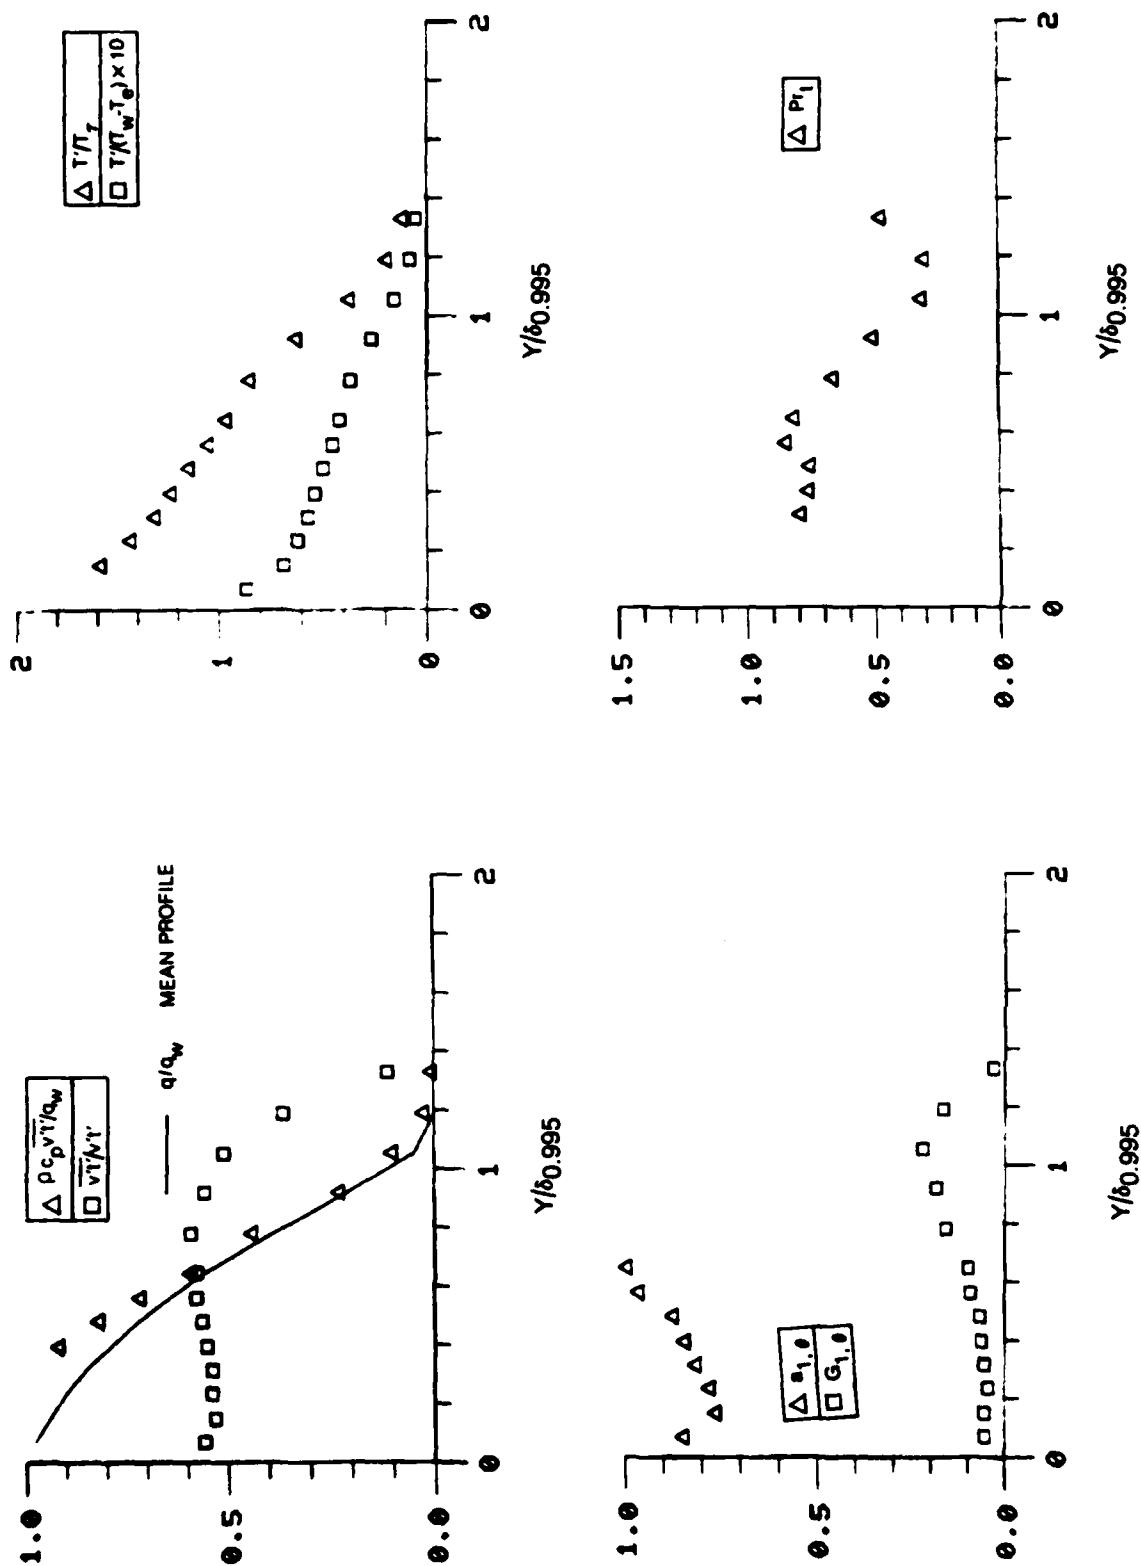 △ ρc_p v't'/q_w
□ v't'/v't'
— q/q_w MEAN PROFILE
1.0
0.5
0.0
0
1
2
Y/δ0.995
△ T'/T_τ
□ T'/(T_w-T_e)×10
2
1
0
0
1
2
Y/δ0.995
△ a1,θ
□ G1,θ
1.0
0.5
0.0
0
1
2
Y/δ0.995
△ Pr_t
1.5
1.0
0.5
0.0
0
1
2
Y/δ0.995